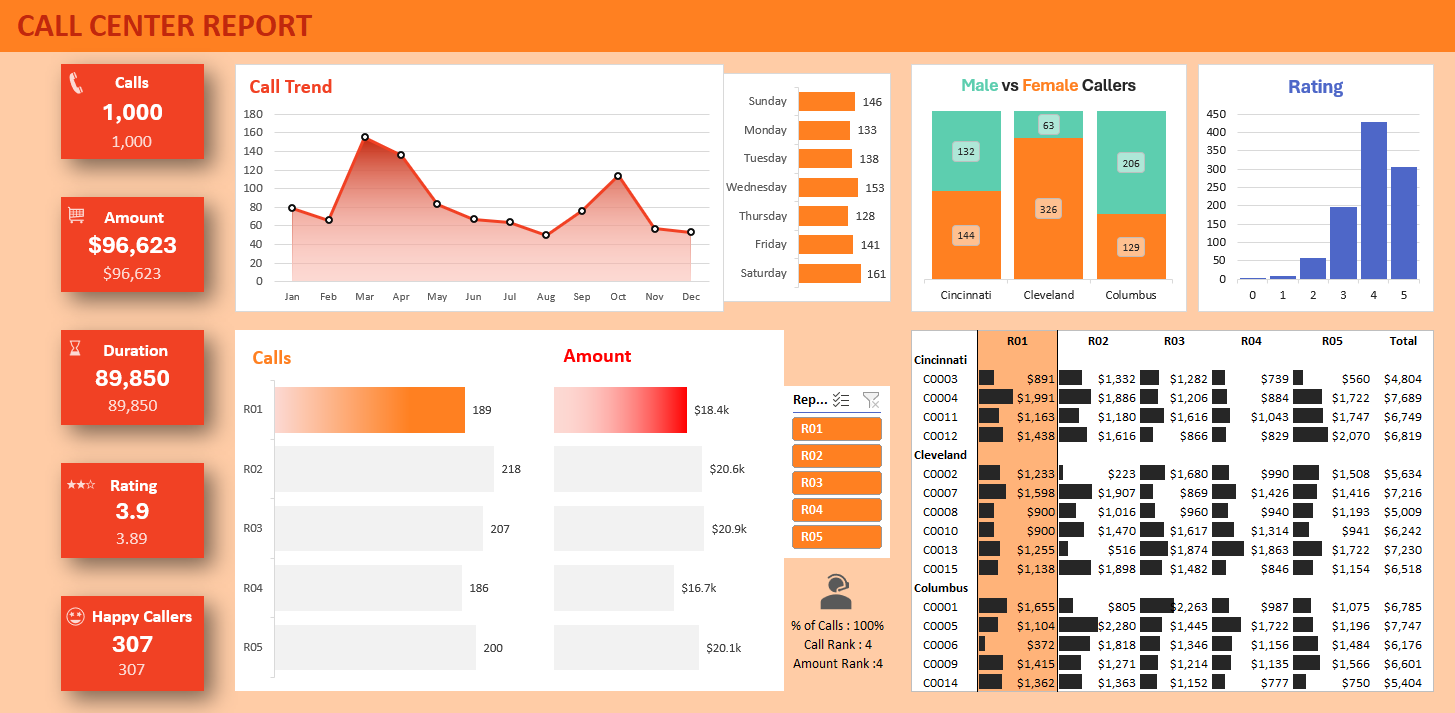 CALL CENTER REPORT
Calls
1,000
1,000
Amount
$96,623
$96,623
Duration
89,850
89,850
Rating
3.9
3.89
Happy Callers
307
307
Call Trend
180
160
140
120
100
80
60
40
20
0
Jan Feb Mar Apr May Jun Jul Aug Sep Oct Nov Dec
Sunday 146
Monday 133
Tuesday 138
Wednesday 153
Thursday 128
Friday 141
Saturday 161
Male vs Female Callers
132 63 206
144 326 129
Cincinnati Cleveland Columbus
Rating
450
400
350
300
250
200
150
100
50
0
0 1 2 3 4 5
Calls Amount
R01 189 $18.4k
R02 218 $20.6k
R03 207 $20.9k
R04 186 $16.7k
R05 200 $20.1k
Rep...
R01
R02
R03
R04
R05
% of Calls : 100%
Call Rank : 4
Amount Rank :4
R01 R02 R03 R04 R05 Total
Cincinnati
C0003 $891 $1,332 $1,282 $739 $560 $4,804
C0004 $1,991 $1,886 $1,206 $884 $1,722 $7,689
C0011 $1,163 $1,180 $1,616 $1,043 $1,747 $6,749
C0012 $1,438 $1,616 $866 $829 $2,070 $6,819
Cleveland
C0002 $1,233 $223 $1,680 $990 $1,508 $5,634
C0007 $1,598 $1,907 $869 $1,426 $1,416 $7,216
C0008 $900 $1,016 $960 $940 $1,193 $5,009
C0010 $900 $1,470 $1,617 $1,314 $941 $6,242
C0013 $1,255 $516 $1,874 $1,863 $1,722 $7,230
C0015 $1,138 $1,898 $1,482 $846 $1,154 $6,518
Columbus
C0001 $1,655 $805 $2,263 $987 $1,075 $6,785
C0005 $1,104 $2,280 $1,445 $1,722 $1,196 $7,747
C0006 $372 $1,818 $1,346 $1,156 $1,484 $6,176
C0009 $1,415 $1,271 $1,214 $1,135 $1,566 $6,601
C0014 $1,362 $1,363 $1,152 $777 $750 $5,404